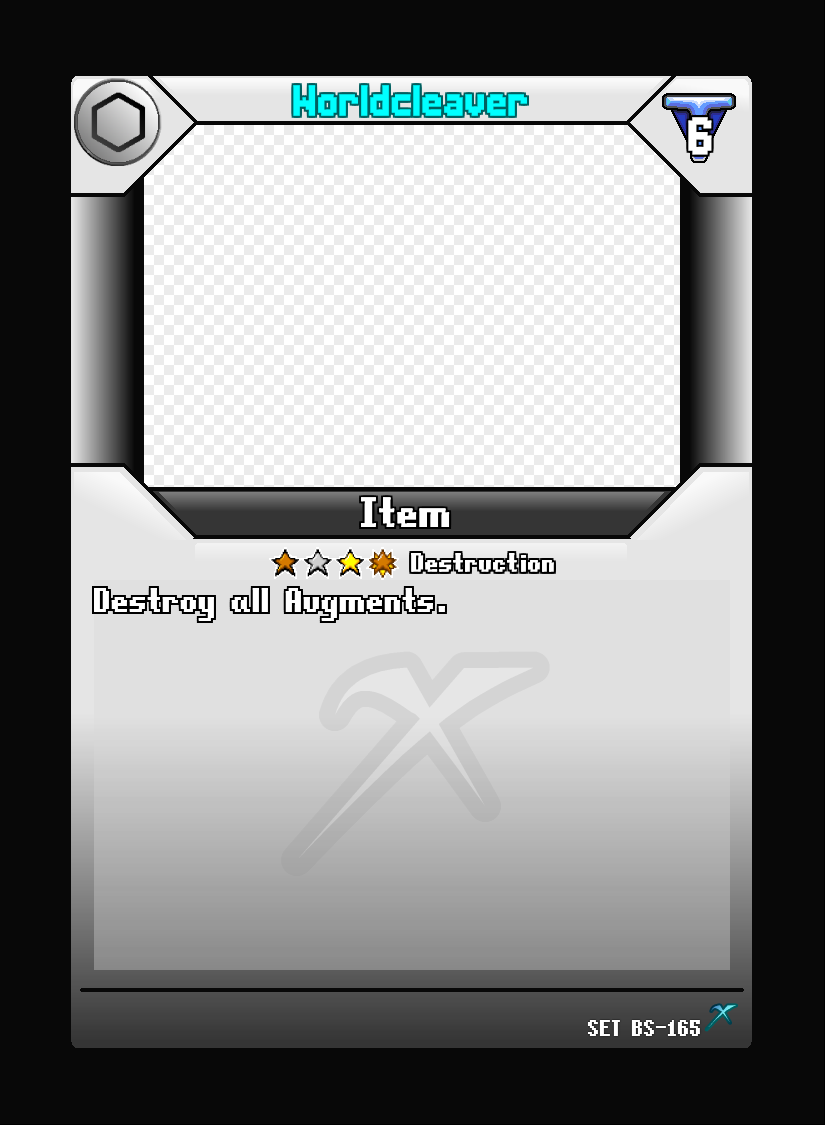 Worldcleaver
6
Item
Destruction
Destroy all Augments.
SET BS-165